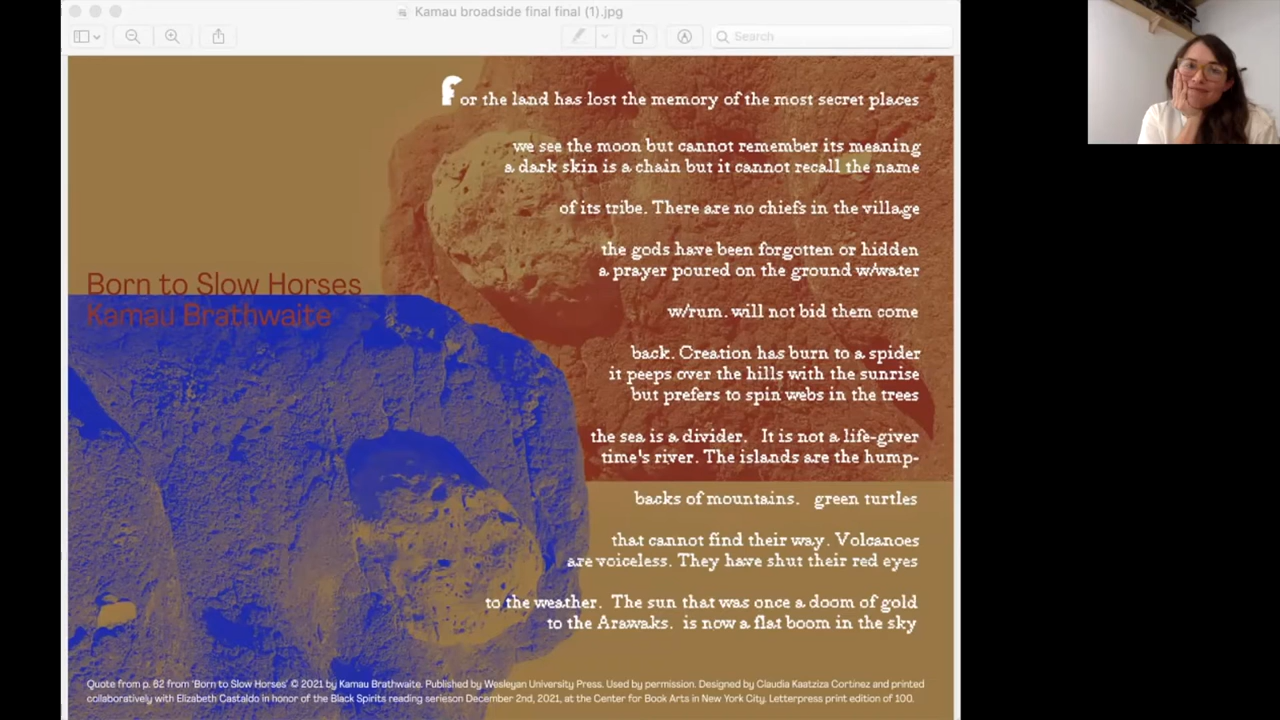 Kamau broadside final final (1).jpg
Search
For the land has lost the memory of the most secret places
we see the moon but cannot remember its meaning
a dark skin is a chain but it cannot recall the name
of its tribe. There are no chiefs in the village
the gods have been forgotten or hidden
a prayer poured on the ground w/water
w/rum. will not bid them come
back. Creation has burn to a spider
it peeps over the hills with the sunrise
but prefers to spin webs in the trees
the sea is a divider. It is not a life-giver
time's river. The islands are the hump-
backs of mountains. green turtles
that cannot find their way. Volcanoes
are voiceless. They have shut their red eyes
to the weather. The sun that was once a doom of gold
to the Arawaks. is now a flat boom in the sky
Born to Slow Horses
Kamau Brathwaite
Quote from p. 62 from 'Born to Slow Horses' © 2021 by Kamau Brathwaite. Published by Wesleyan University Press. Used by permission. Designed by Claudia Kaatziza Cortinez and printed
collaboratively with Elizabeth Castaldo in honor of the Black Spirits reading serieson December 2nd, 2021, at the Center for Book Arts in New York City. Letterpress print edition of 100.